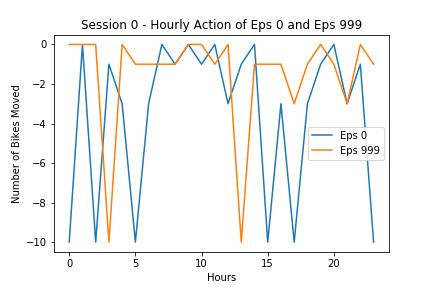 Session 0 - Hourly Action of Eps 0 and Eps 999
Number of Bikes Moved
0
−2
−4
−6
−8
−10
Eps 0
Eps 999
0
5
10
15
20
Hours